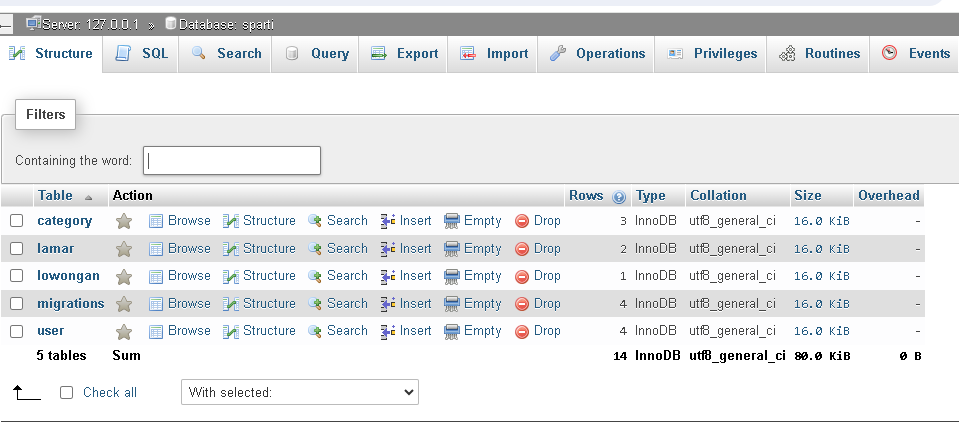 Server: 127.0.0.1 » Database: sparti
Structure SQL Search Query Export Import Operations Privileges Routines Events
Filters
Containing the word:
Table Action Rows Type Collation Size Overhead
category Browse Structure Search Insert Empty Drop 3 InnoDB utf8_general_ci 16.0 KiB -
lamar Browse Structure Search Insert Empty Drop 2 InnoDB utf8_general_ci 16.0 KiB -
lowongan Browse Structure Search Insert Empty Drop 1 InnoDB utf8_general_ci 16.0 KiB -
migrations Browse Structure Search Insert Empty Drop 4 InnoDB utf8_general_ci 16.0 KiB -
user Browse Structure Search Insert Empty Drop 4 InnoDB utf8_general_ci 16.0 KiB -
5 tables Sum 14 InnoDB utf8_general_ci 80.0 KiB 0 B
Check all With selected: